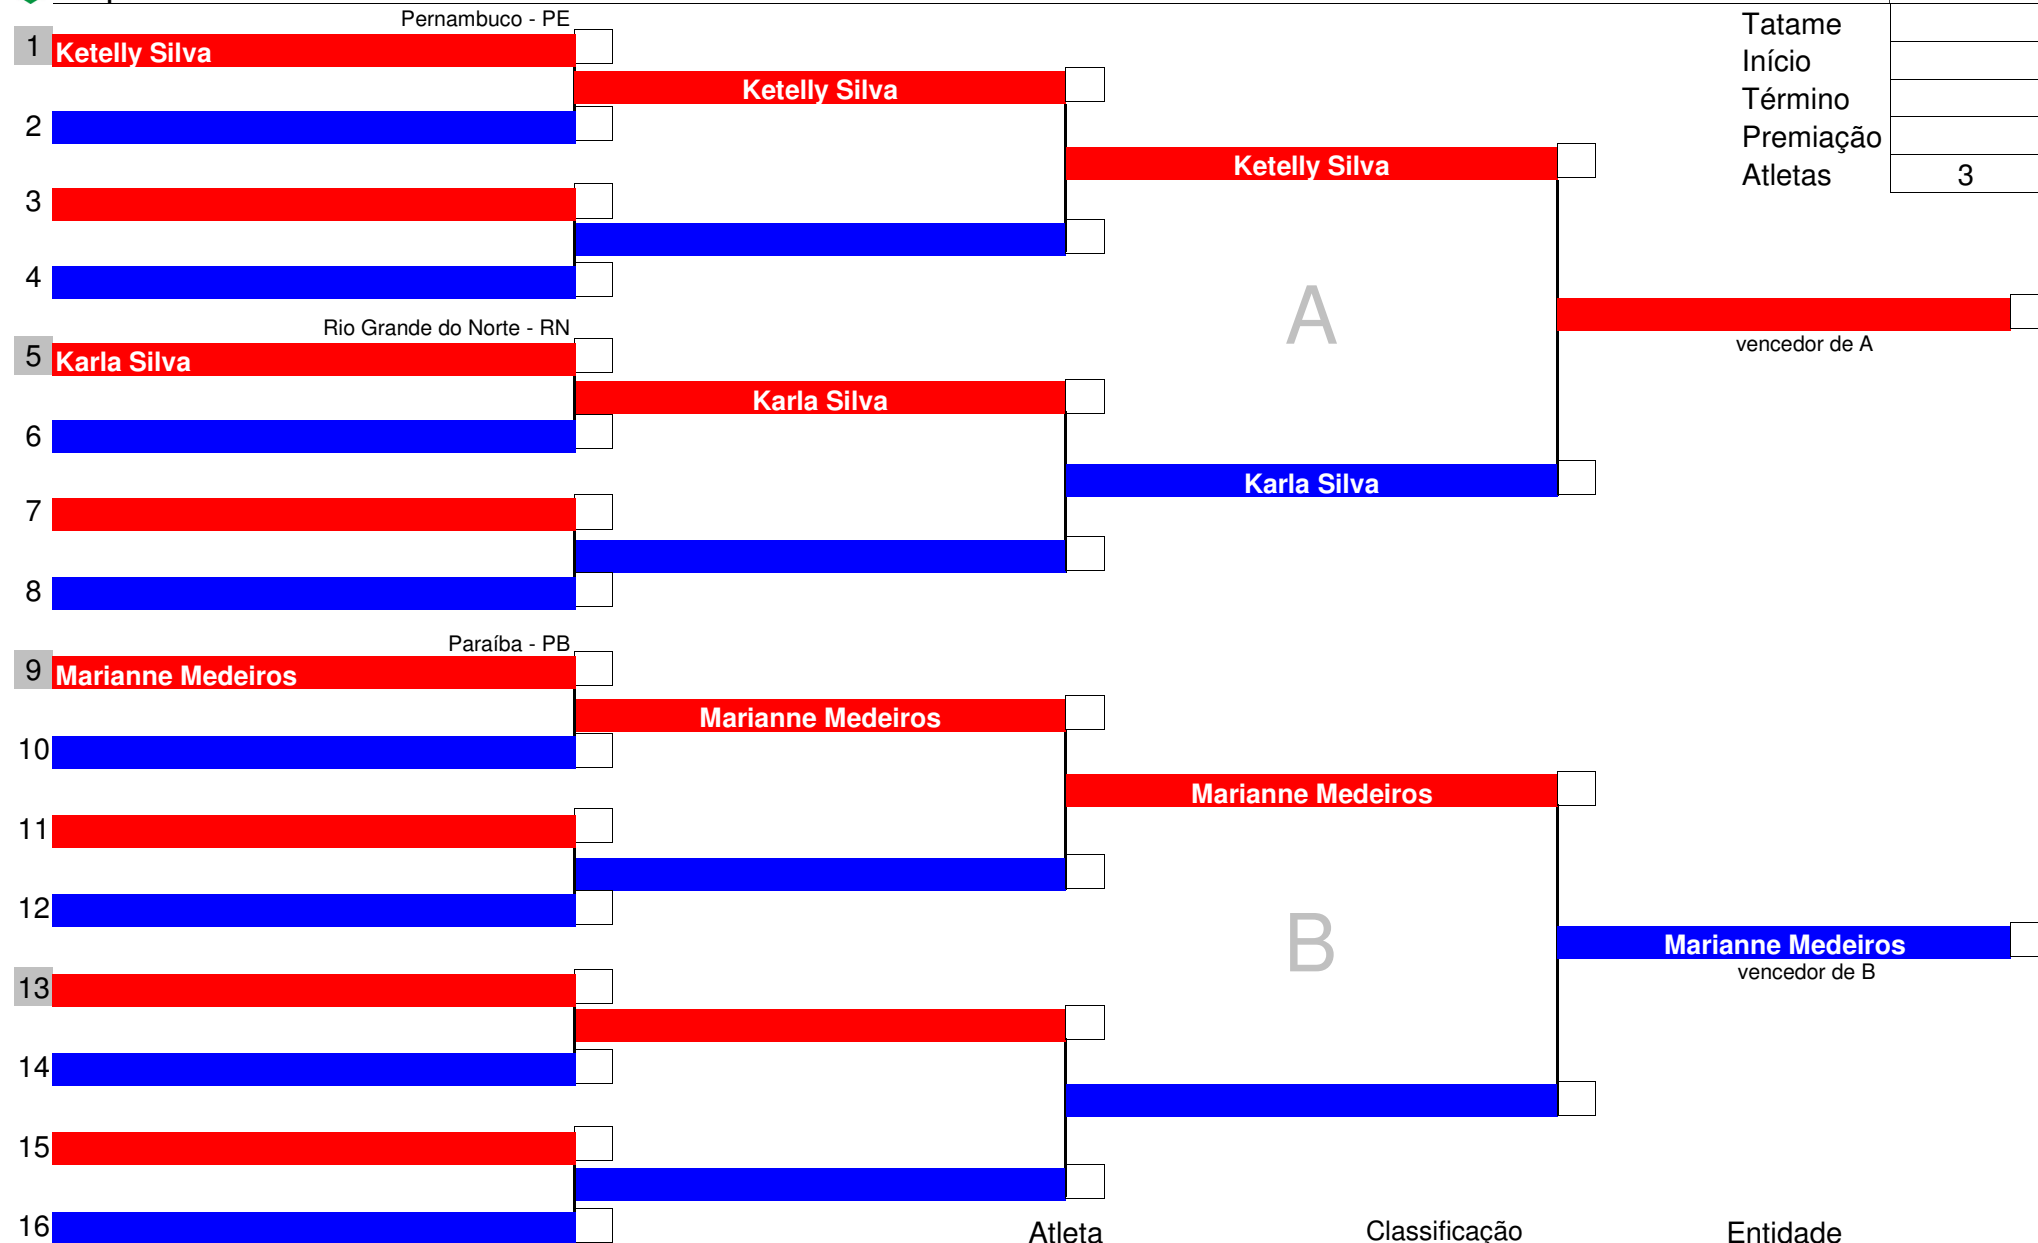 Pernambuco - PE
Tatame
1 Ketelly Silva
Início
Ketelly Silva
Término
2
Premiação
Ketelly Silva
Atletas 3
3
4
A
Rio Grande do Norte - RN
vencedor de A
5 Karla Silva
Karla Silva
6
Karla Silva
7
8
Paraíba - PB
9 Marianne Medeiros
Marianne Medeiros
10
Marianne Medeiros
11
12
B
Marianne Medeiros
vencedor de B
13
14
15
16
Atleta Classificação Entidade